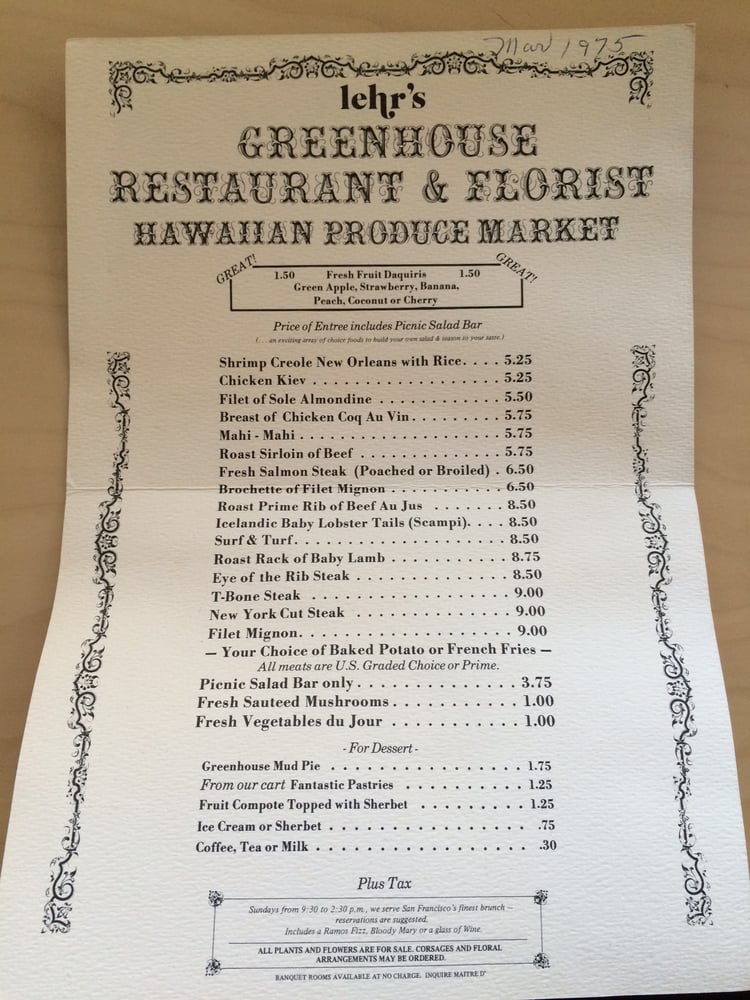 Mar 1975
lehr's
GREENHOUSE
RESTAURANT & FLORIST
HAWAIIAN PRODUCE MARKET
GREAT! 1.50 Fresh Fruit Daquiris 1.50 GREAT!
Green Apple, Strawberry, Banana,
Peach, Coconut or Cherry
Price of Entree includes Picnic Salad Bar
(. . . an exciting array of choice foods to build your own salad & season to your taste.)
Shrimp Creole New Orleans with Rice. . . . 5.25
Chicken Kiev . . . . . . . . . . . . . . . . . . 5.25
Filet of Sole Almondine . . . . . . . . . . . . 5.50
Breast of Chicken Coq Au Vin. . . . . . . . . 5.75
Mahi - Mahi . . . . . . . . . . . . . . . . . . . 5.75
Roast Sirloin of Beef . . . . . . . . . . . . . . 5.75
Fresh Salmon Steak (Poached or Broiled) . 6.50
Brochette of Filet Mignon . . . . . . . . . . . 6.50
Roast Prime Rib of Beef Au Jus . . . . . . . 8.50
Icelandic Baby Lobster Tails (Scampi). . . . 8.50
Surf & Turf. . . . . . . . . . . . . . . . . . . . 8.50
Roast Rack of Baby Lamb . . . . . . . . . . . 8.75
Eye of the Rib Steak . . . . . . . . . . . . . . 8.50
T-Bone Steak . . . . . . . . . . . . . . . . . . 9.00
New York Cut Steak . . . . . . . . . . . . . . 9.00
Filet Mignon. . . . . . . . . . . . . . . . . . . 9.00
— Your Choice of Baked Potato or French Fries —
All meats are U.S. Graded Choice or Prime.
Picnic Salad Bar only . . . . . . . . . . . . . . 3.75
Fresh Sauteed Mushrooms . . . . . . . . . . . 1.00
Fresh Vegetables du Jour . . . . . . . . . . . 1.00
- For Dessert -
Greenhouse Mud Pie . . . . . . . . . . . . . . . . . 1.75
From our cart Fantastic Pastries . . . . . . . . . . 1.25
Fruit Compote Topped with Sherbet . . . . . . . . . 1.25
Ice Cream or Sherbet . . . . . . . . . . . . . . . . . .75
Coffee, Tea or Milk . . . . . . . . . . . . . . . . . . .30
Plus Tax
Sundays from 9:30 to 2:30 p.m., we serve San Francisco's finest brunch —
reservations are suggested.
Includes a Ramos Fizz, Bloody Mary or a glass of Wine.
ALL PLANTS AND FLOWERS ARE FOR SALE. CORSAGES AND FLORAL
ARRANGEMENTS MAY BE ORDERED.
BANQUET ROOMS AVAILABLE AT NO CHARGE. INQUIRE MAITRE D'